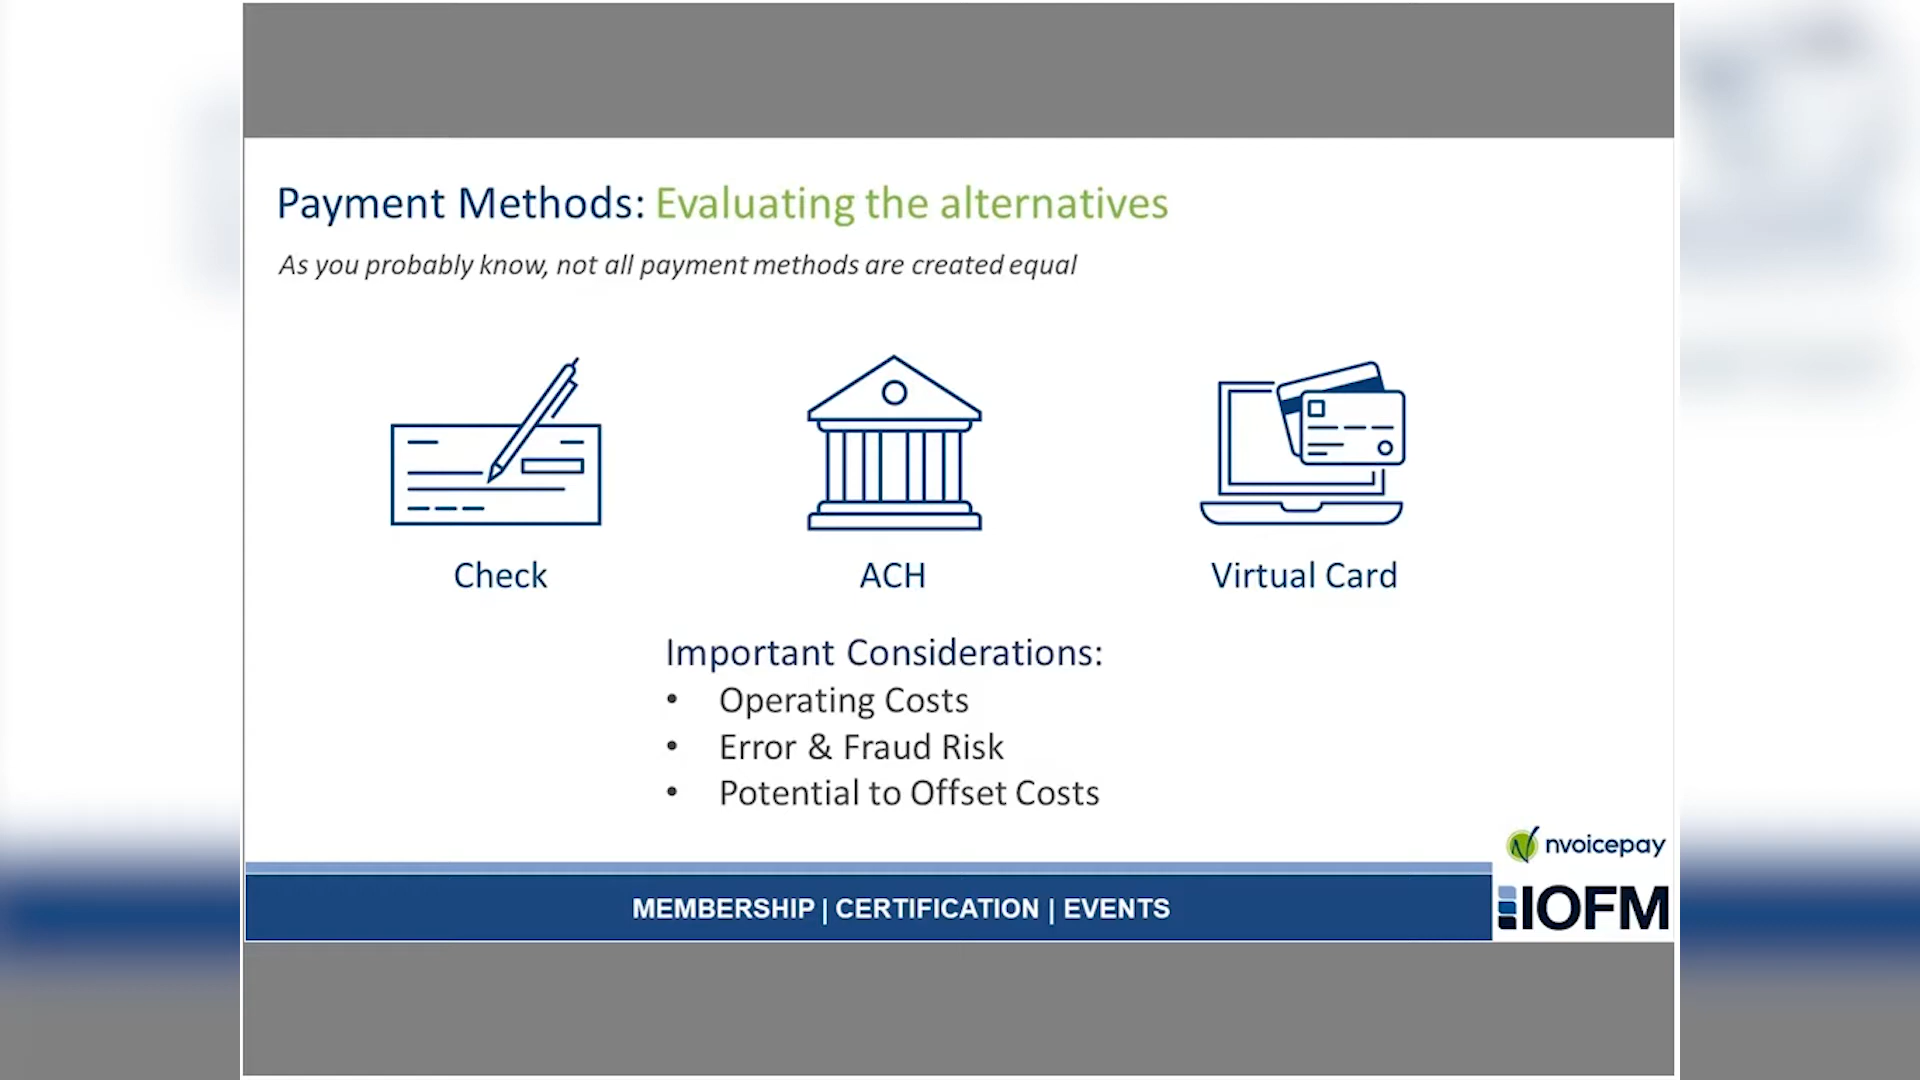 Payment Methods: Evaluating the alternatives
As you probably know, not all payment methods are created equal
Check
ACH
Virtual Card
Important Considerations:
• Operating Costs
• Error & Fraud Risk
• Potential to Offset Costs
nvoicepay
MEMBERSHIP | CERTIFICATION | EVENTS
IOFM